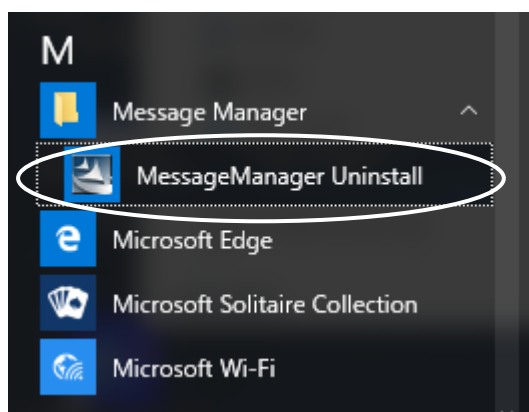 M
Message Manager
MessageManager Uninstall
Microsoft Edge
Microsoft Solitaire Collection
Microsoft Wi-Fi